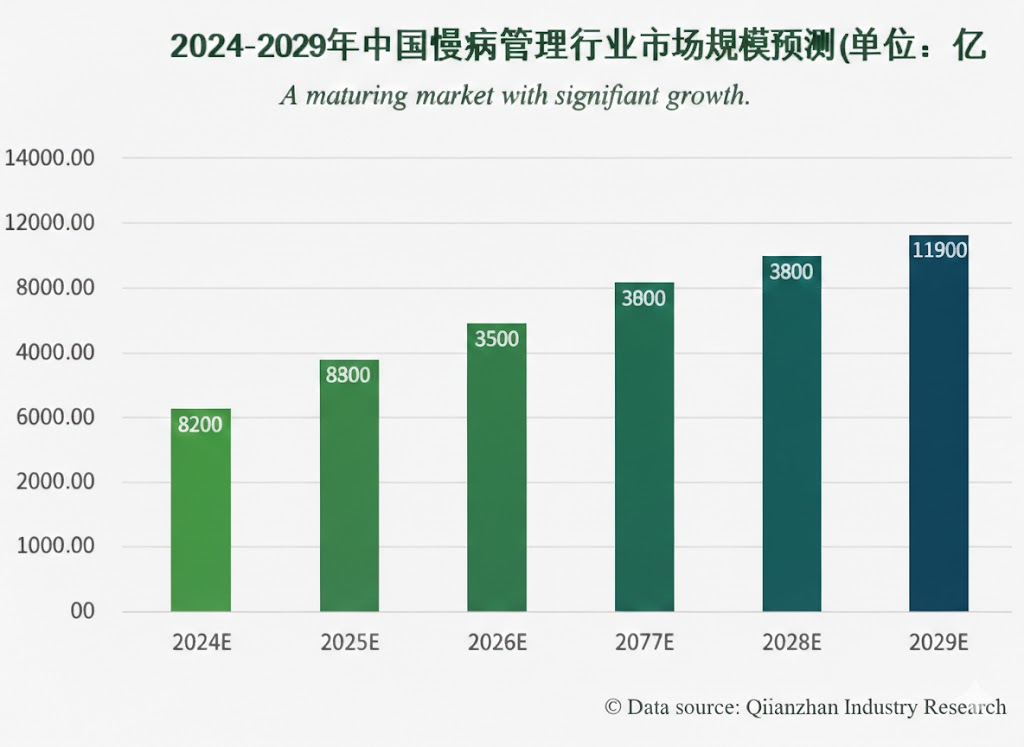 2024-2029年中国慢病管理行业市场规模预测(单位：亿
A maturing market with signifiant growth.
14000.00
12000.00
8000.00
4000.00
6000.00
2000.00
1000.00
00
8200
8300
3500
3800
3800
11900
2024E
2025E
2026E
2077E
2028E
2029E
© Data source: Qiianzhan Industry Research